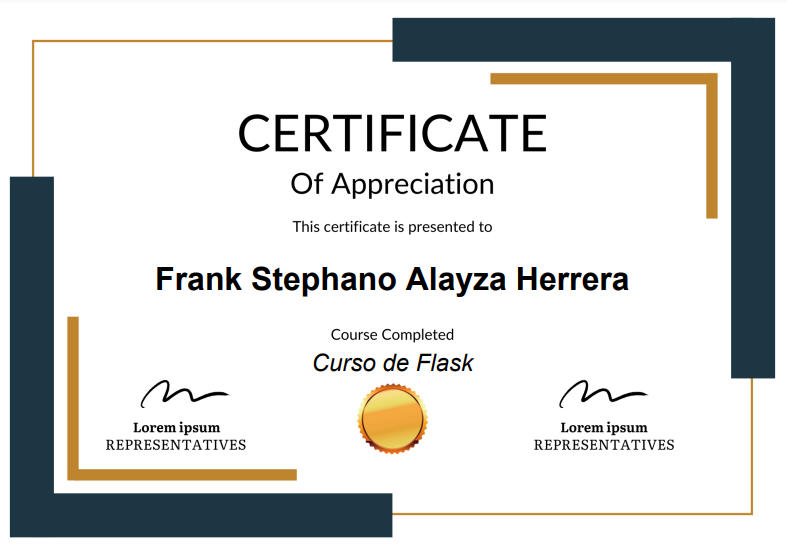 CERTIFICATE
Of Appreciation
This certificate is presented to
Frank Stephano Alayza Herrera
Course Completed
Curso de Flask
Lorem ipsum
REPRESENTATIVES
Lorem ipsum
REPRESENTATIVES